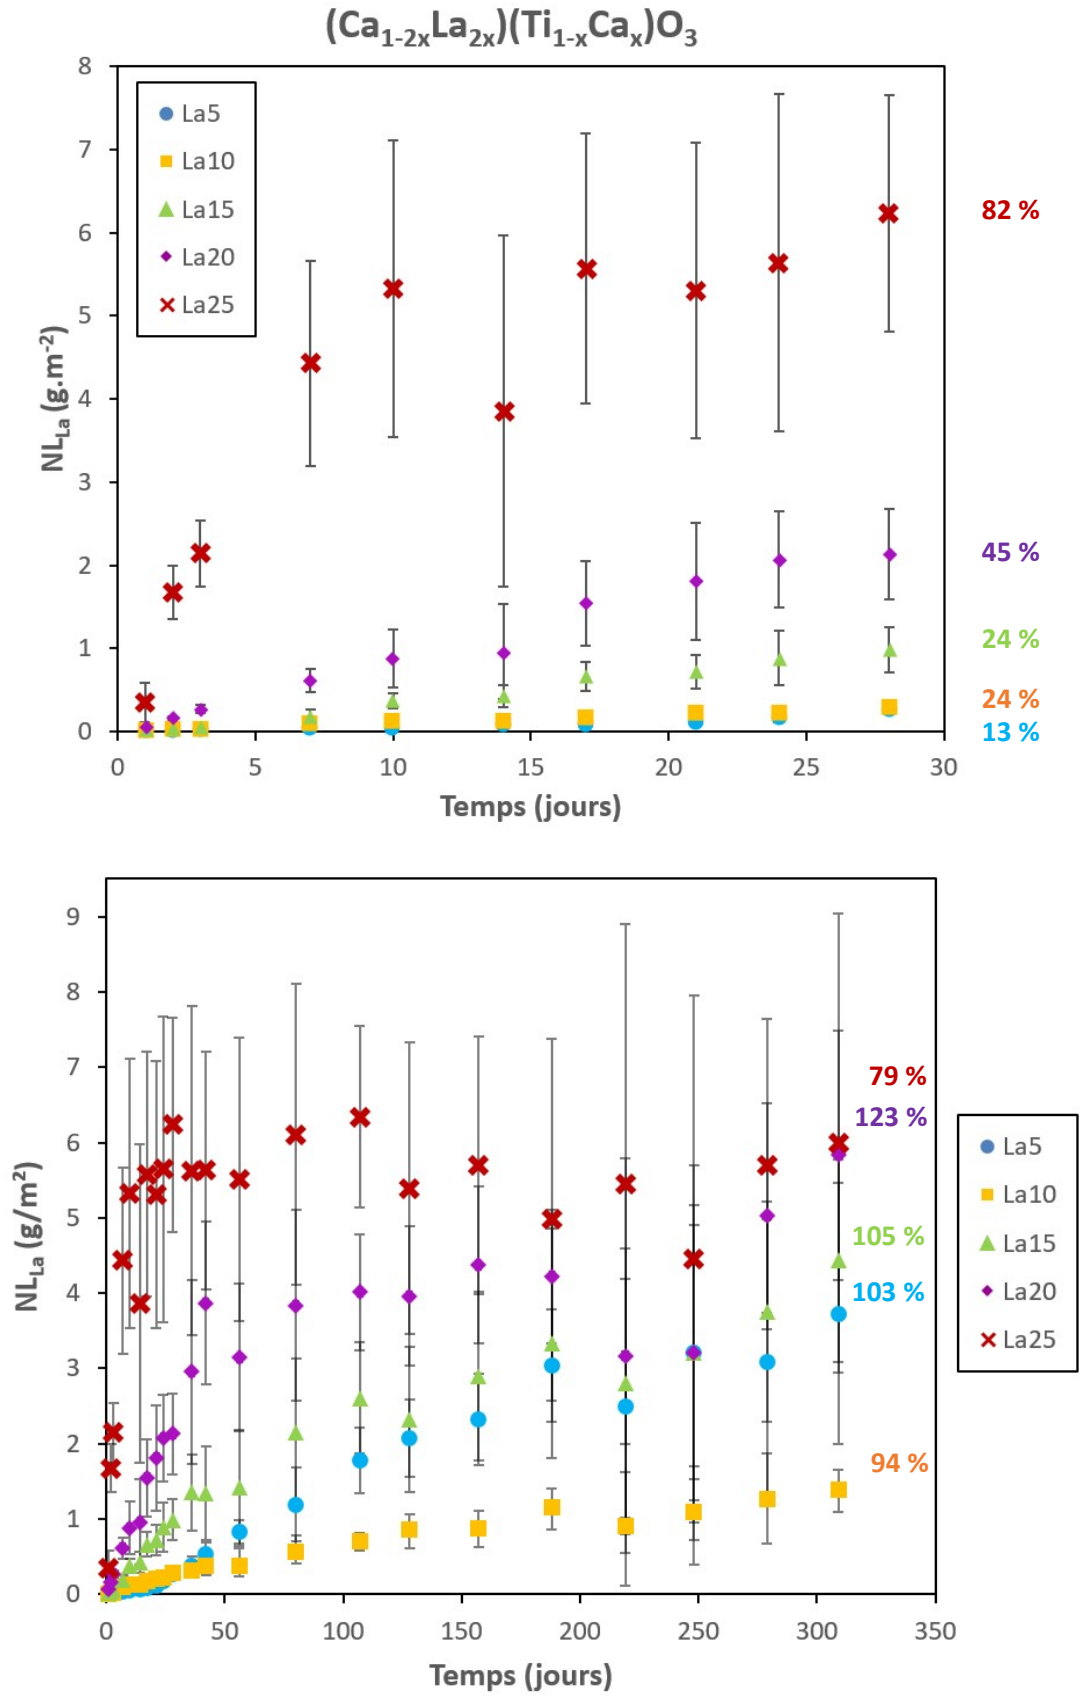 (Ca₁₋₂ₓLa₂ₓ)(Ti₁₋ₓCaₓ)O₃
8
7
6
5
4
3
2
1
0
La5
La10
La15
La20
La25
NL_La (g.m⁻²)
82 %
45 %
24 %
24 %
13 %
0 5 10 15 20 25 30
Temps (jours)
9
8
7
6
5
4
3
2
1
0
NL_La (g/m²)
79 %
123 %
105 %
103 %
94 %
La5
La10
La15
La20
La25
0 50 100 150 200 250 300 350
Temps (jours)